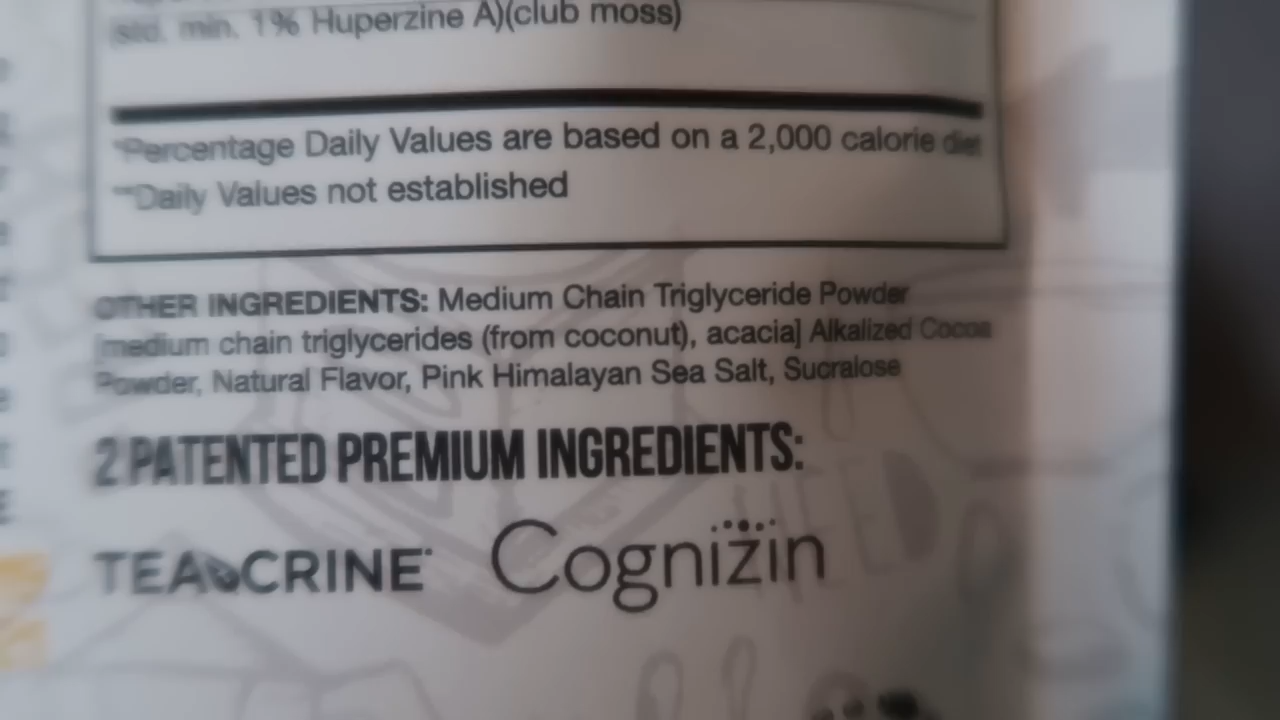 (std. min. 1% Huperzine A)(club moss)
*Percentage Daily Values are based on a 2,000 calorie diet
**Daily Values not established
OTHER INGREDIENTS: Medium Chain Triglyceride Powder
[medium chain triglycerides (from coconut), acacia] Alkalized Cocoa
Powder, Natural Flavor, Pink Himalayan Sea Salt, Sucralose
2 PATENTED PREMIUM INGREDIENTS:
TEACRINE Cognizin